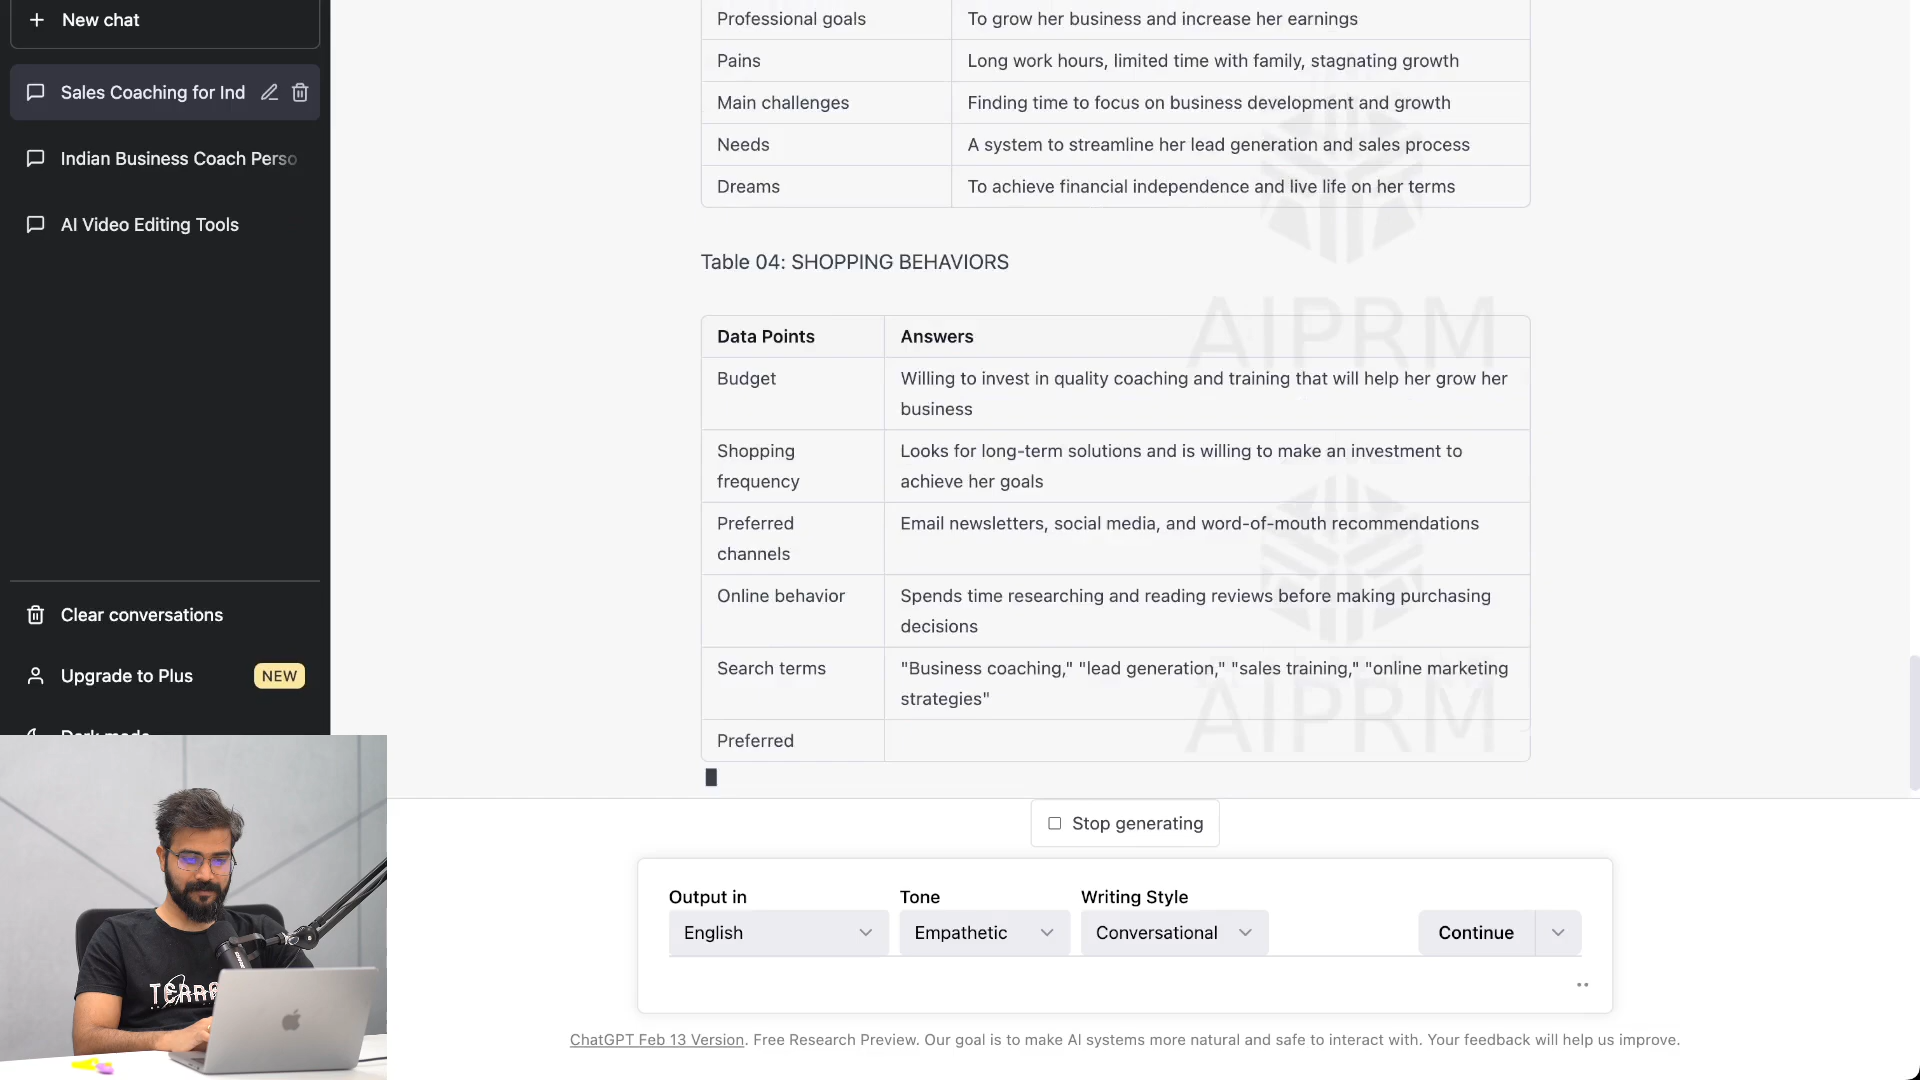 New chat
Sales Coaching for Ind
Indian Business Coach Perso
AI Video Editing Tools
Clear conversations
Upgrade to Plus NEW
Dark mode
Professional goals To grow her business and increase her earnings
Pains Long work hours, limited time with family, stagnating growth
Main challenges Finding time to focus on business development and growth
Needs A system to streamline her lead generation and sales process
Dreams To achieve financial independence and live life on her terms
Table 04: SHOPPING BEHAVIORS
Data Points Answers
Budget Willing to invest in quality coaching and training that will help her grow her
business
Shopping Looks for long-term solutions and is willing to make an investment to
frequency achieve her goals
Preferred Email newsletters, social media, and word-of-mouth recommendations
channels
Online behavior Spends time researching and reading reviews before making purchasing
decisions
Search terms "Business coaching," "lead generation," "sales training," "online marketing
strategies"
Preferred
AIPRM
AIPRM
Stop generating
Output in Tone Writing Style
English Empathetic Conversational Continue
ChatGPT Feb 13 Version. Free Research Preview. Our goal is to make AI systems more natural and safe to interact with. Your feedback will help us improve.